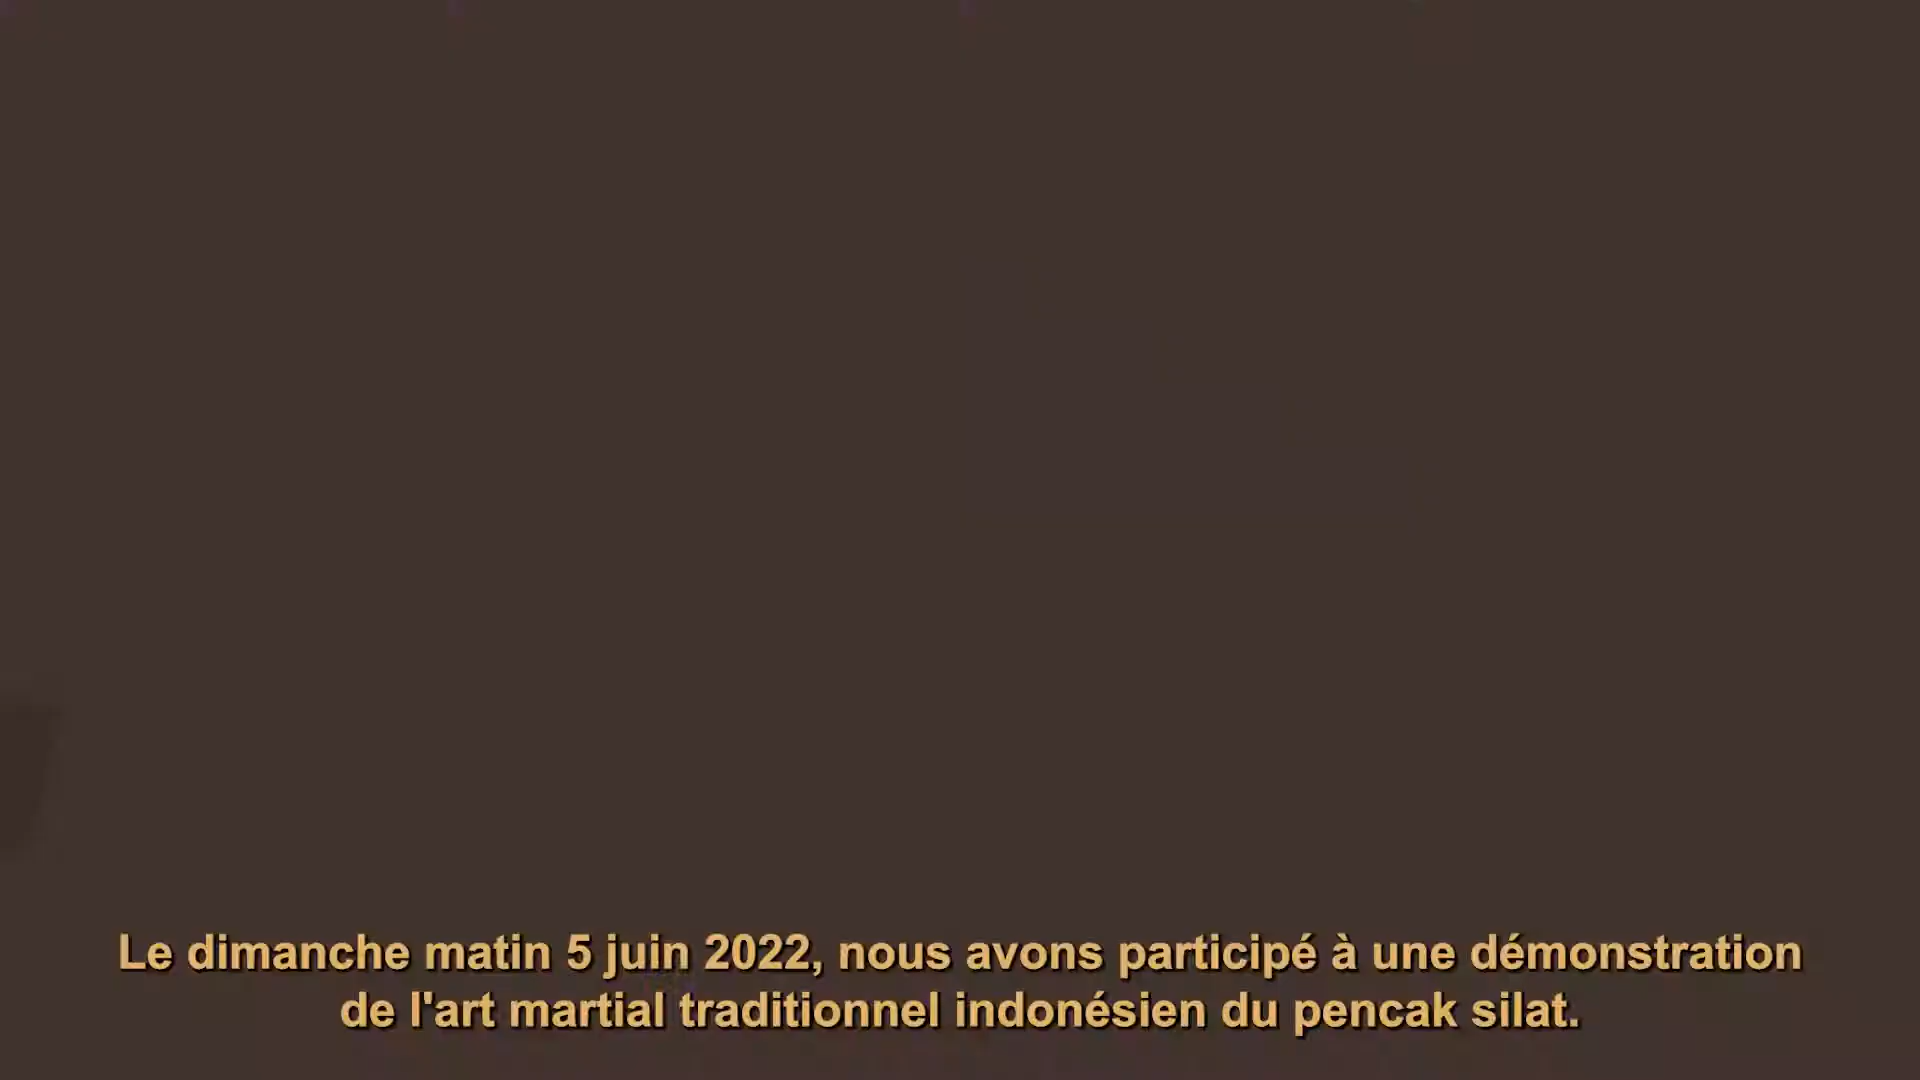 Le dimanche matin 5 juin 2022, nous avons participé à une démonstration
de l'art martial traditionnel indonésien du pencak silat.